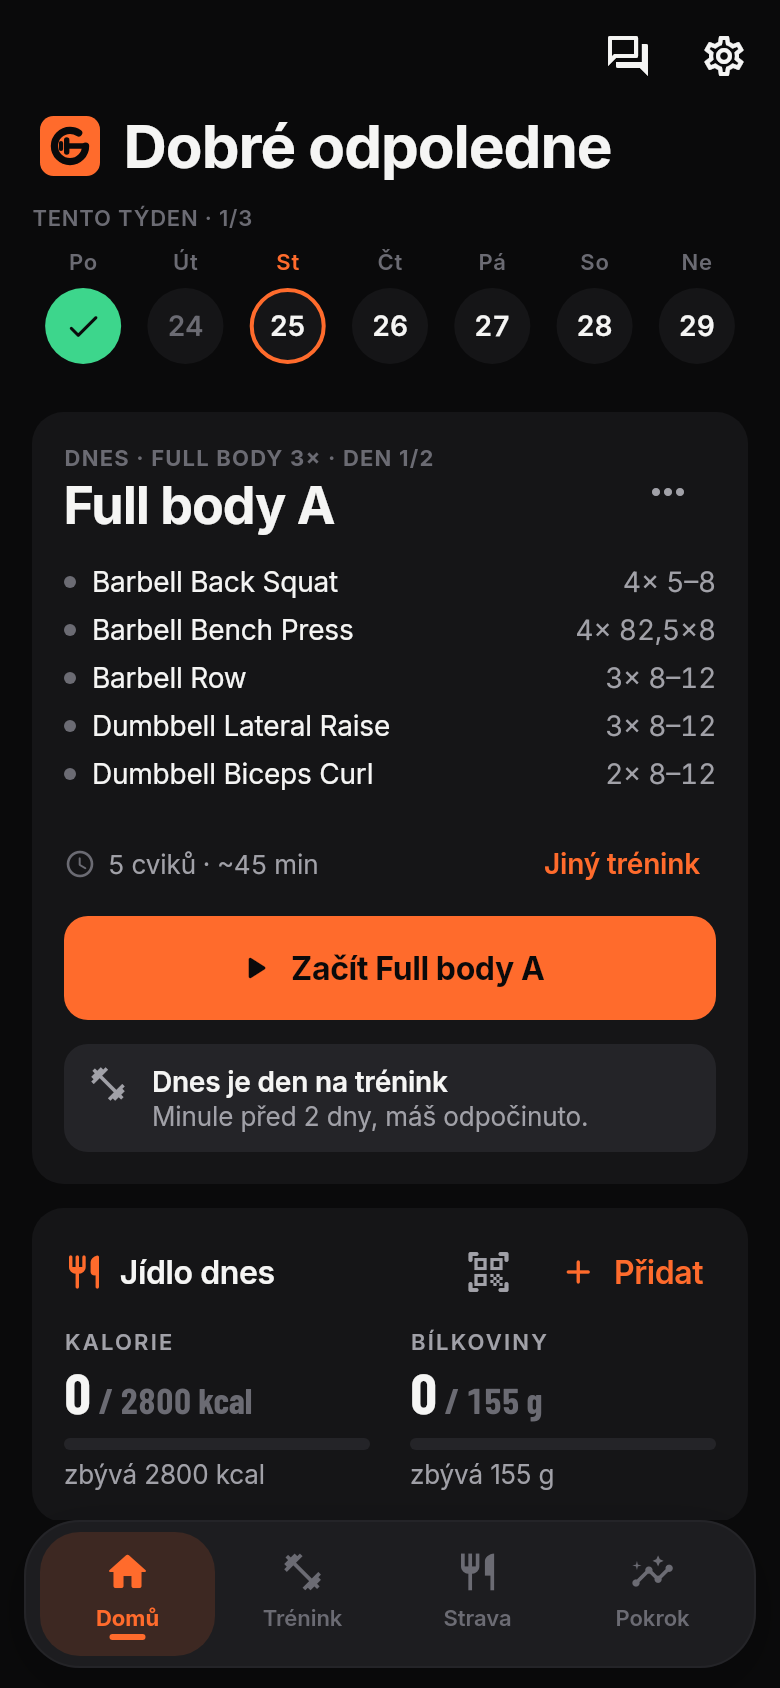 Dobré odpoledne
TENTO TÝDEN · 1/3
Po Út St Čt Pá So Ne
24 25 26 27 28 29
DNES · FULL BODY 3× · DEN 1/2
Full body A
Barbell Back Squat 4× 5–8
Barbell Bench Press 4× 82,5×8
Barbell Row 3× 8–12
Dumbbell Lateral Raise 3× 8–12
Dumbbell Biceps Curl 2× 8–12
5 cviků · ~45 min Jiný trénink
Začít Full body A
Dnes je den na trénink
Minule před 2 dny, máš odpočinuto.
Jídlo dnes + Přidat
KALORIE BÍLKOVINY
0 / 2800 kcal 0 / 155 g
zbývá 2800 kcal zbývá 155 g
Domů Trénink Strava Pokrok